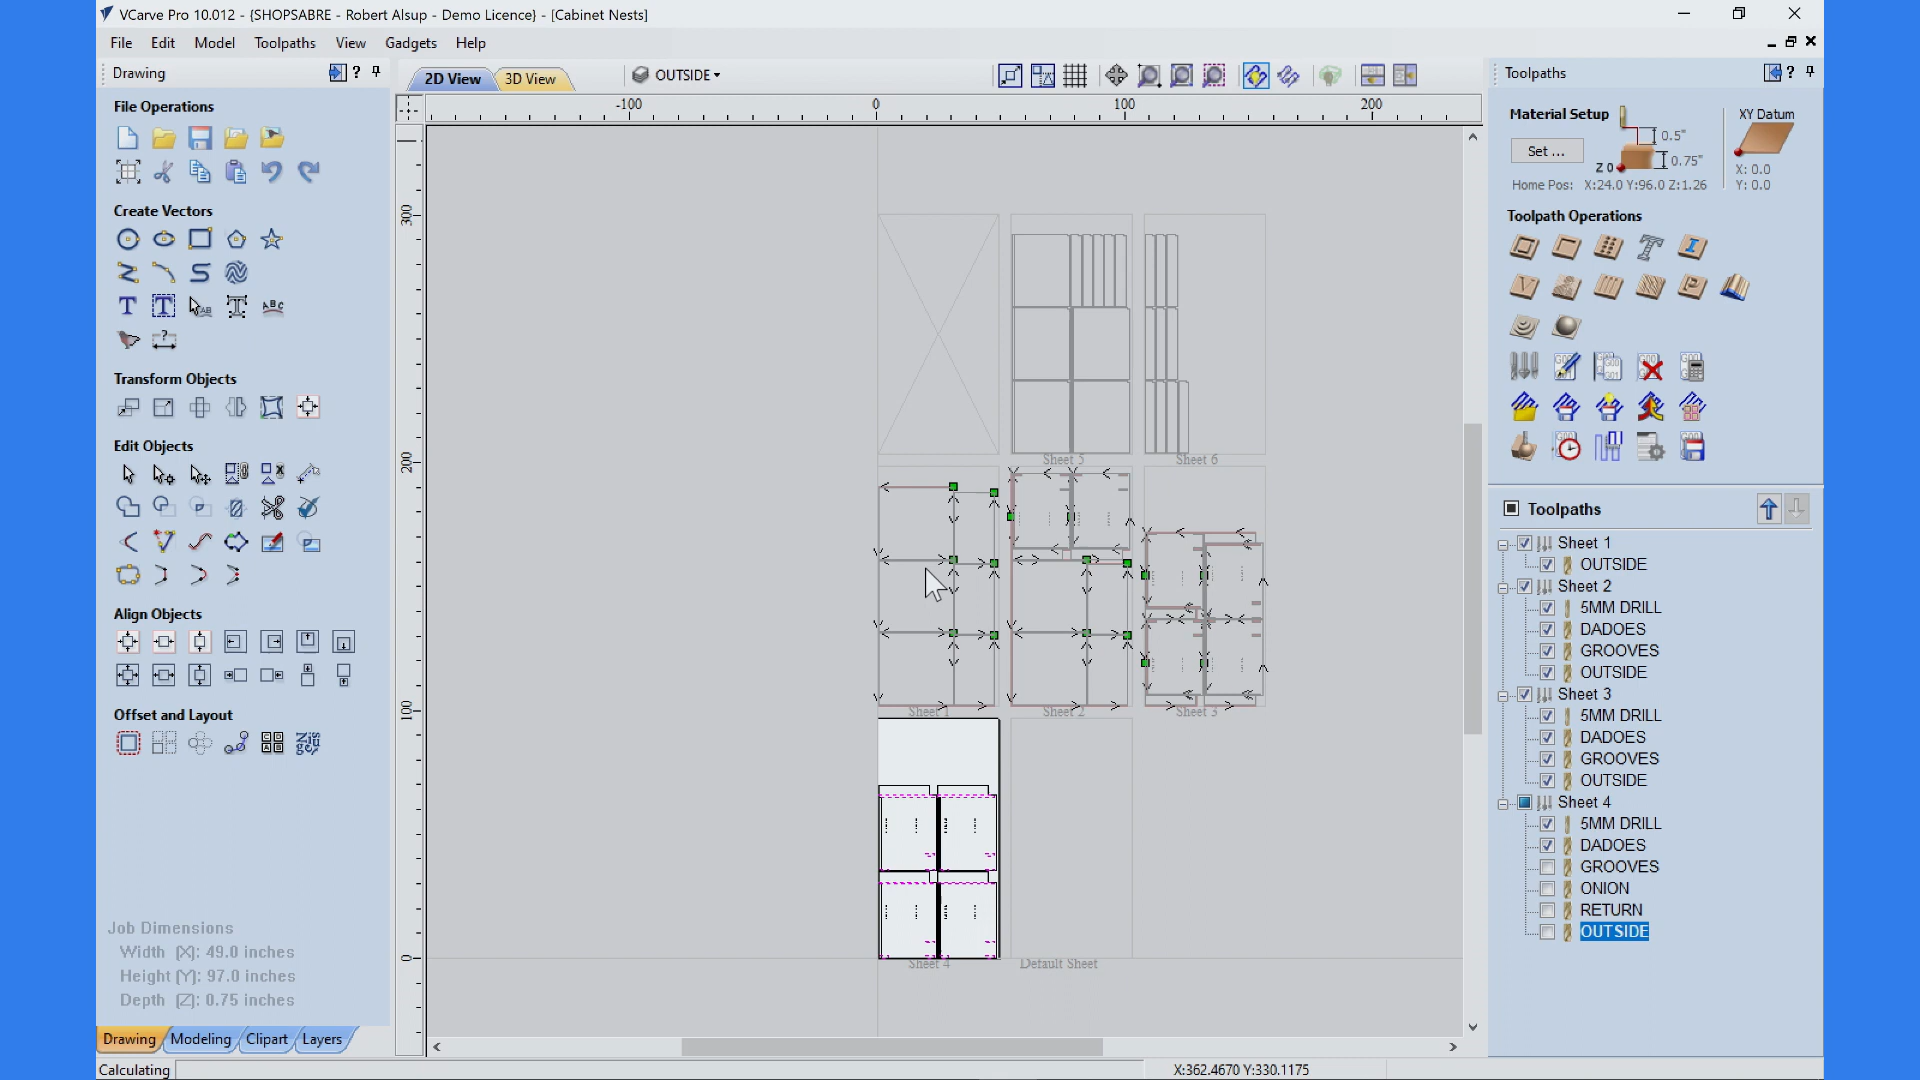 VCarve Pro 10.012 - {SHOPSABRE - Robert Alsup - Demo Licence} - [Cabinet Nests]
File Edit Model Toolpaths View Gadgets Help
Drawing
2D View
3D View
OUTSIDE
Toolpaths
File Operations
-100 0 100 200
Material Setup
XY Datum
Set ...
0.5"
0.75"
Z 0
X: 0.0
Y: 0.0
Home Pos: X:24.0 Y:96.0 Z:1.26
Create Vectors
Toolpath Operations
Transform Objects
Edit Objects
Align Objects
Offset and Layout
300
200
100
0
Sheet 5
Sheet 6
Sheet 1
Sheet 2
Sheet 3
Sheet 4
Default Sheet
Toolpaths
Sheet 1
OUTSIDE
Sheet 2
5MM DRILL
DADOES
GROOVES
OUTSIDE
Sheet 3
5MM DRILL
DADOES
GROOVES
OUTSIDE
Sheet 4
5MM DRILL
DADOES
GROOVES
ONION
RETURN
OUTSIDE
Job Dimensions
Width (X): 49.0 inches
Height (Y): 97.0 inches
Depth (Z): 0.75 inches
Drawing Modeling Clipart Layers
Calculating
X:362.4670 Y:330.1175